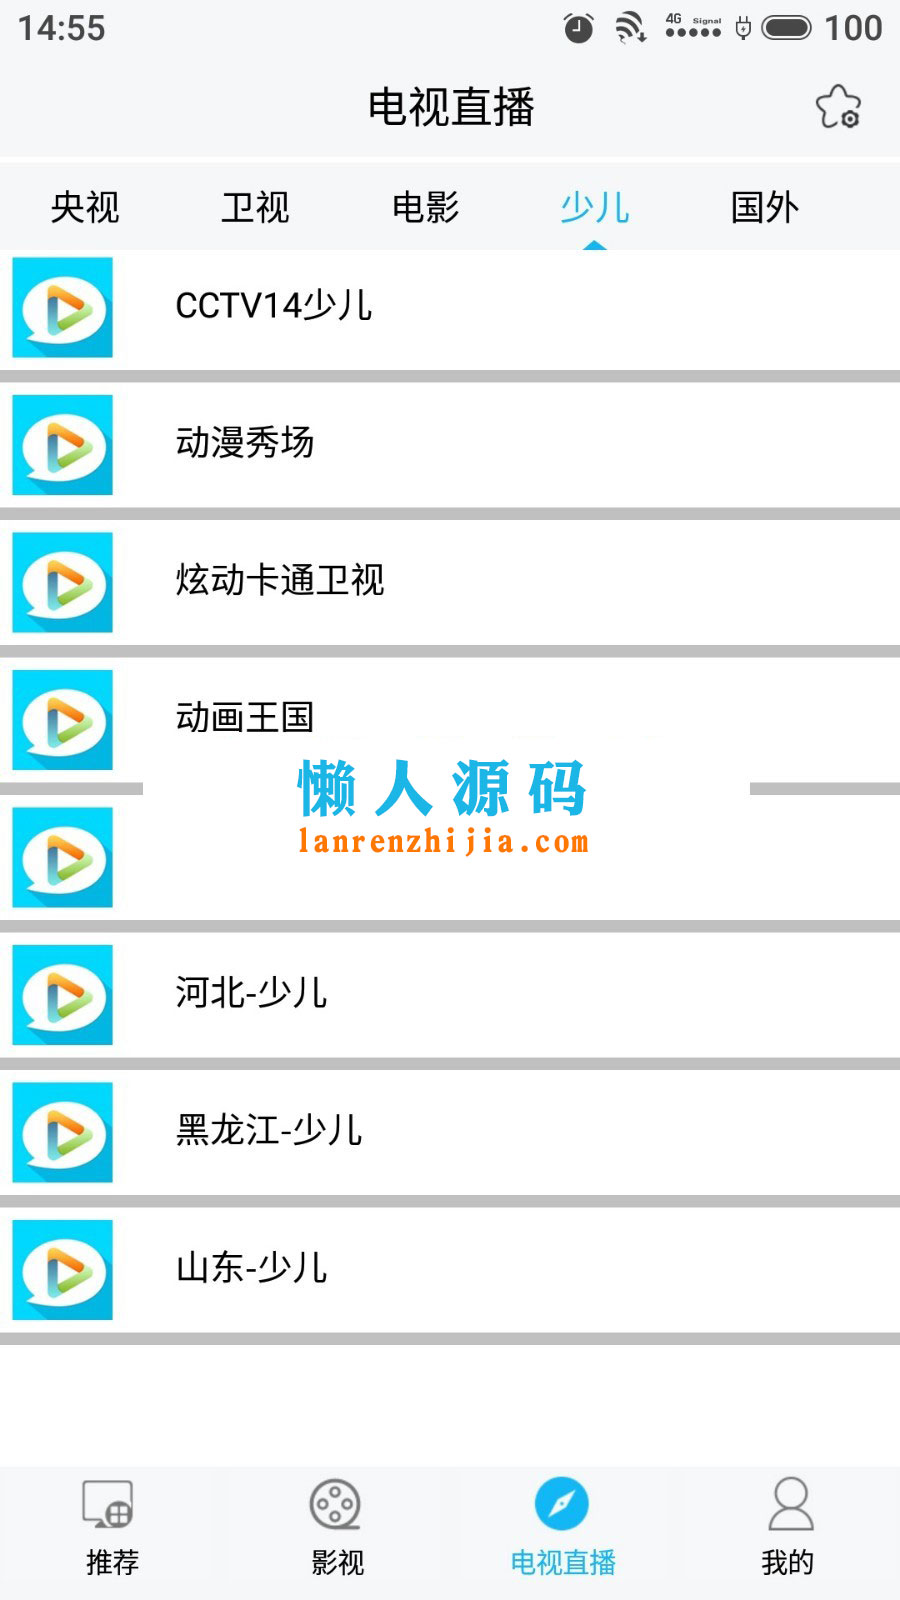 14:55
4G Signal
100
电视直播
央视 卫视 电影 少儿 国外
CCTV14少儿
动漫秀场
炫动卡通卫视
动画王国
懒人源码
lanrenzhijia.com
河北-少儿
黑龙江-少儿
山东-少儿
推荐 影视 电视直播 我的